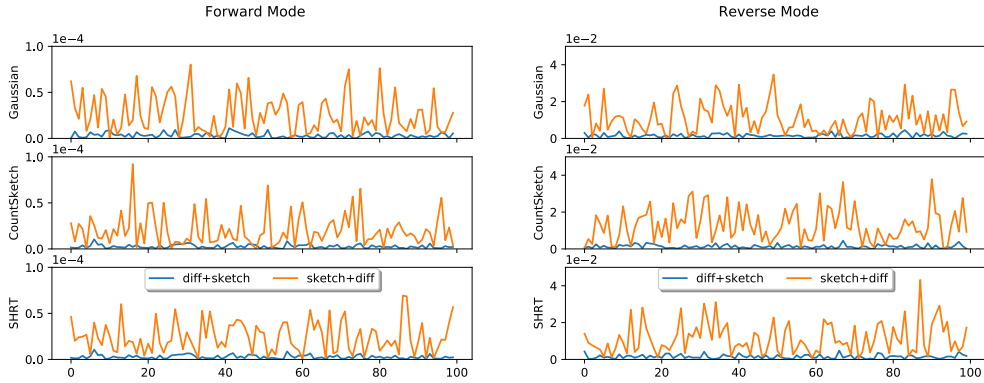 Forward Mode
1e−4
1.0
0.5
0.0
Gaussian
1.0
1e−4
0.5
0.0
CountSketch
1.0
1e−4
0.5
0.0
SHRT
diff+sketch
sketch+diff
0
20
40
60
80
100
Reverse Mode
1e−2
4
2
0
Gaussian
1e−2
4
2
0
CountSketch
1e−2
4
2
0
SHRT
diff+sketch
sketch+diff
0
20
40
60
80
100